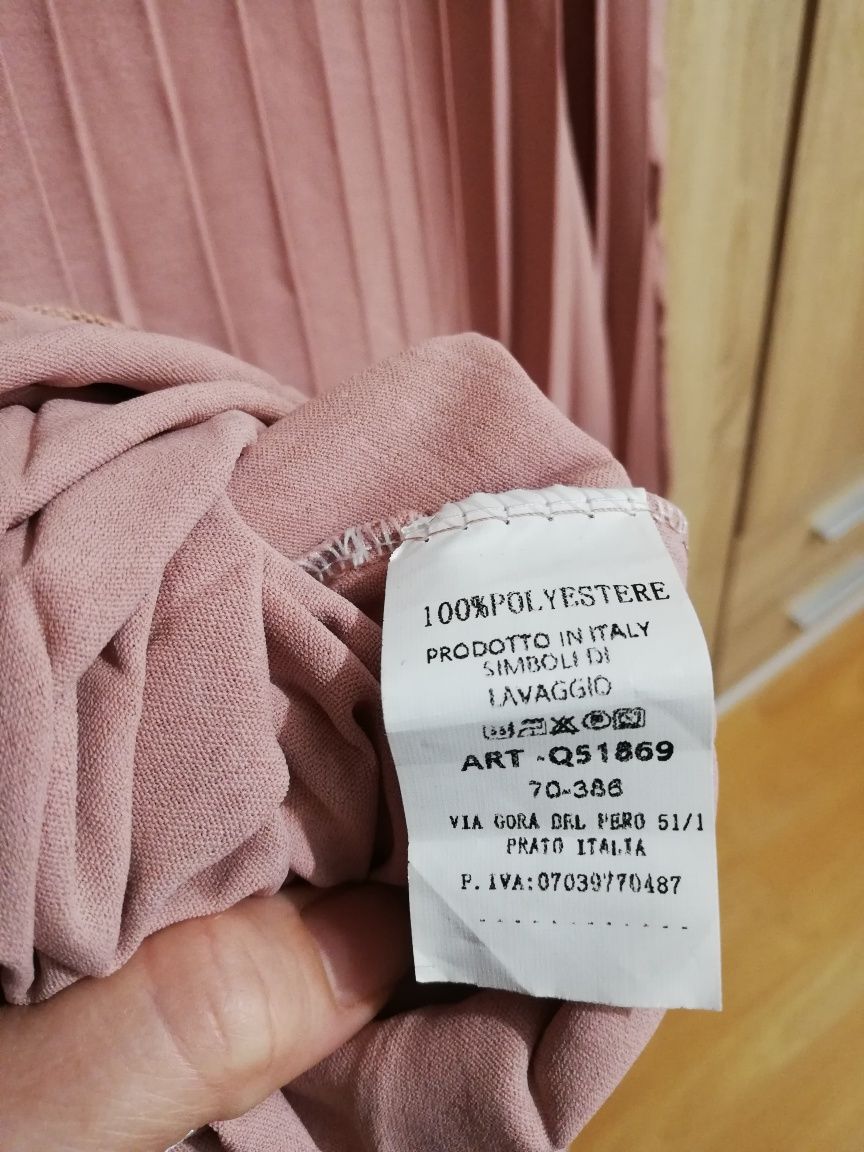 100%POLYESTERE
PRODOTTO IN ITALY
SIMBOLI DI
LAVAGGIO
ART -Q51869
70-386
VIA GORA DEL PERO 51/1
PRATO ITALIA
P.IVA:07039770487